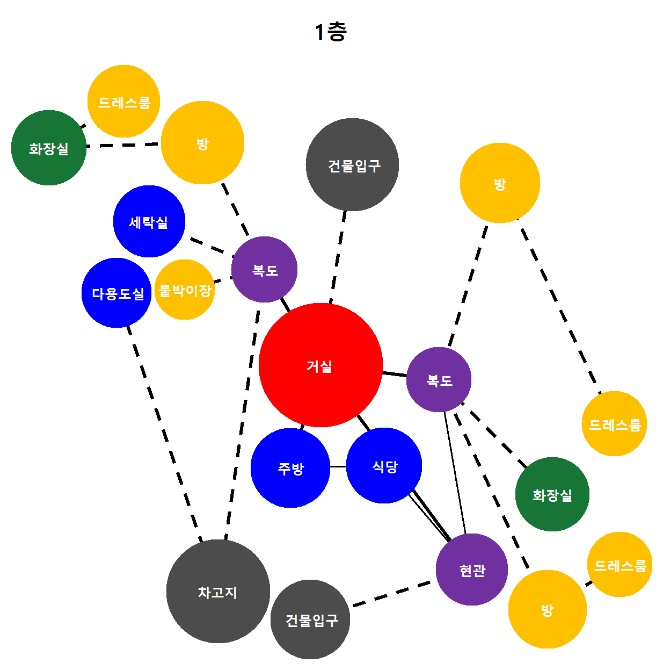 1층
드레스룸
화장실
방
건물입구
방
세탁실
복도
다용도실
붙박이장
거실
복도
드레스룸
주방
식당
화장실
현관
드레스룸
차고지
건물입구
방